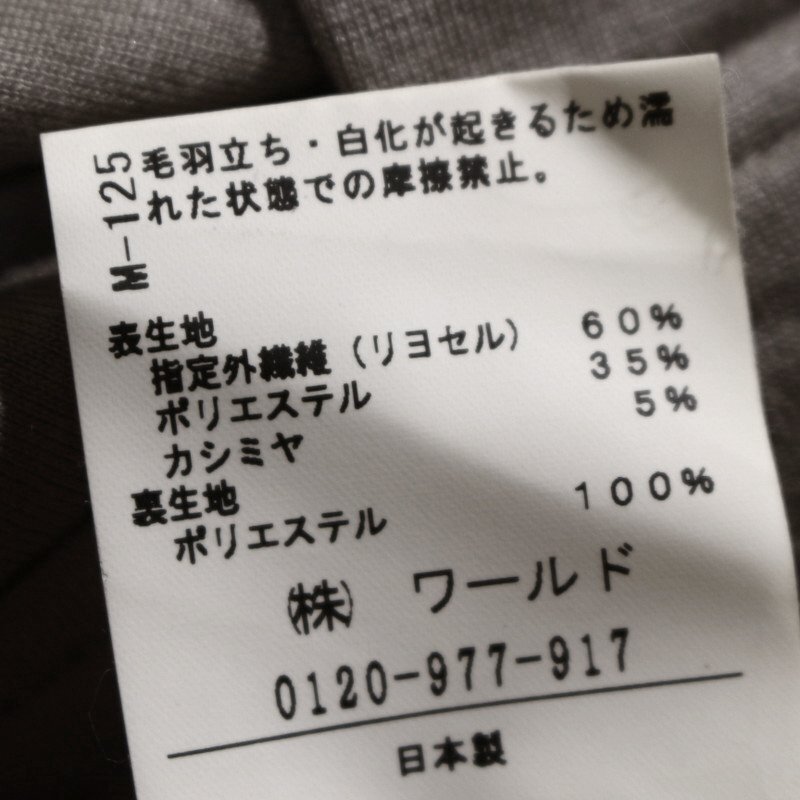 M-125
毛羽立ち・白化が起きるため濡
れた状態での摩擦禁止。
表生地
指定外繊維（リヨセル） 60%
ポリエステル 35%
カシミヤ 5%
裏生地
ポリエステル 100%
㈱ ワールド
0120-977-917
日本製